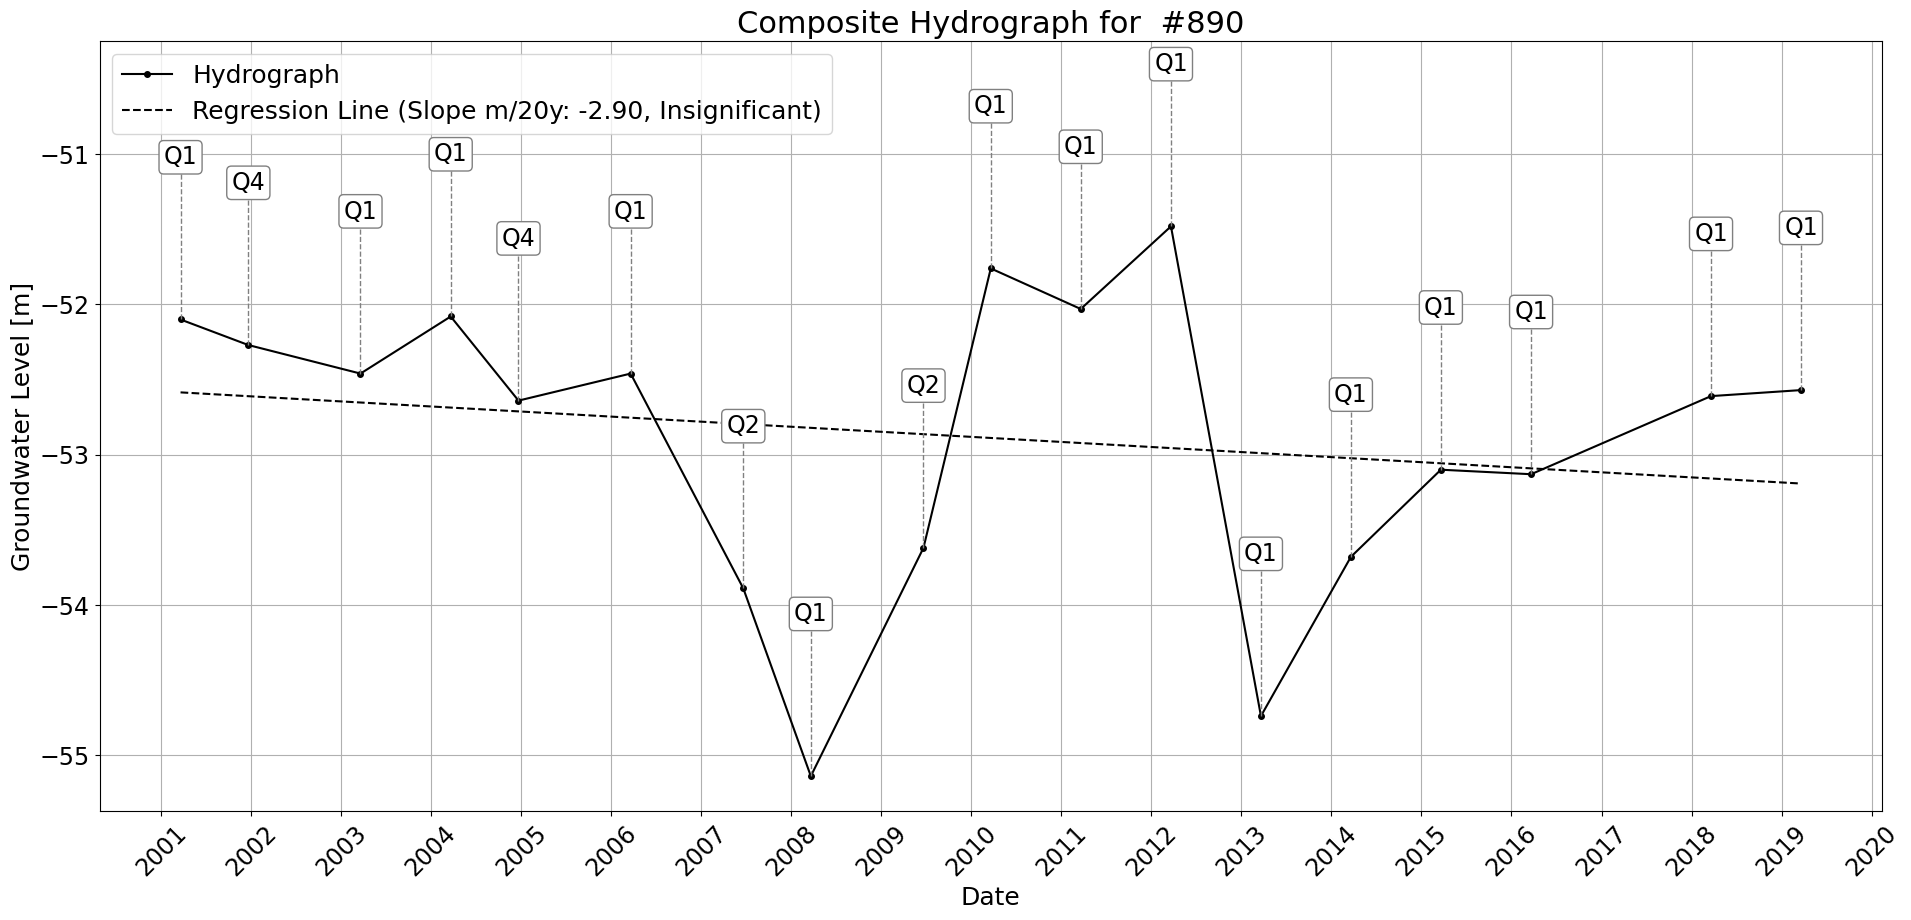 Composite Hydrograph for  #890
Hydrograph
Regression Line (Slope m/20y: -2.90, Insignificant)
Q1
Q4
Q1
Q1
Q4
Q1
Q2
Q1
Q2
Q1
Q1
Q1
Q1
Q1
Q1
Q1
Q1
Q1
Groundwater Level [m]
−51
−52
−53
−54
−55
2001
2002
2003
2004
2005
2006
2007
2008
2009
2010
2011
2012
2013
2014
2015
2016
2017
2018
2019
2020
Date